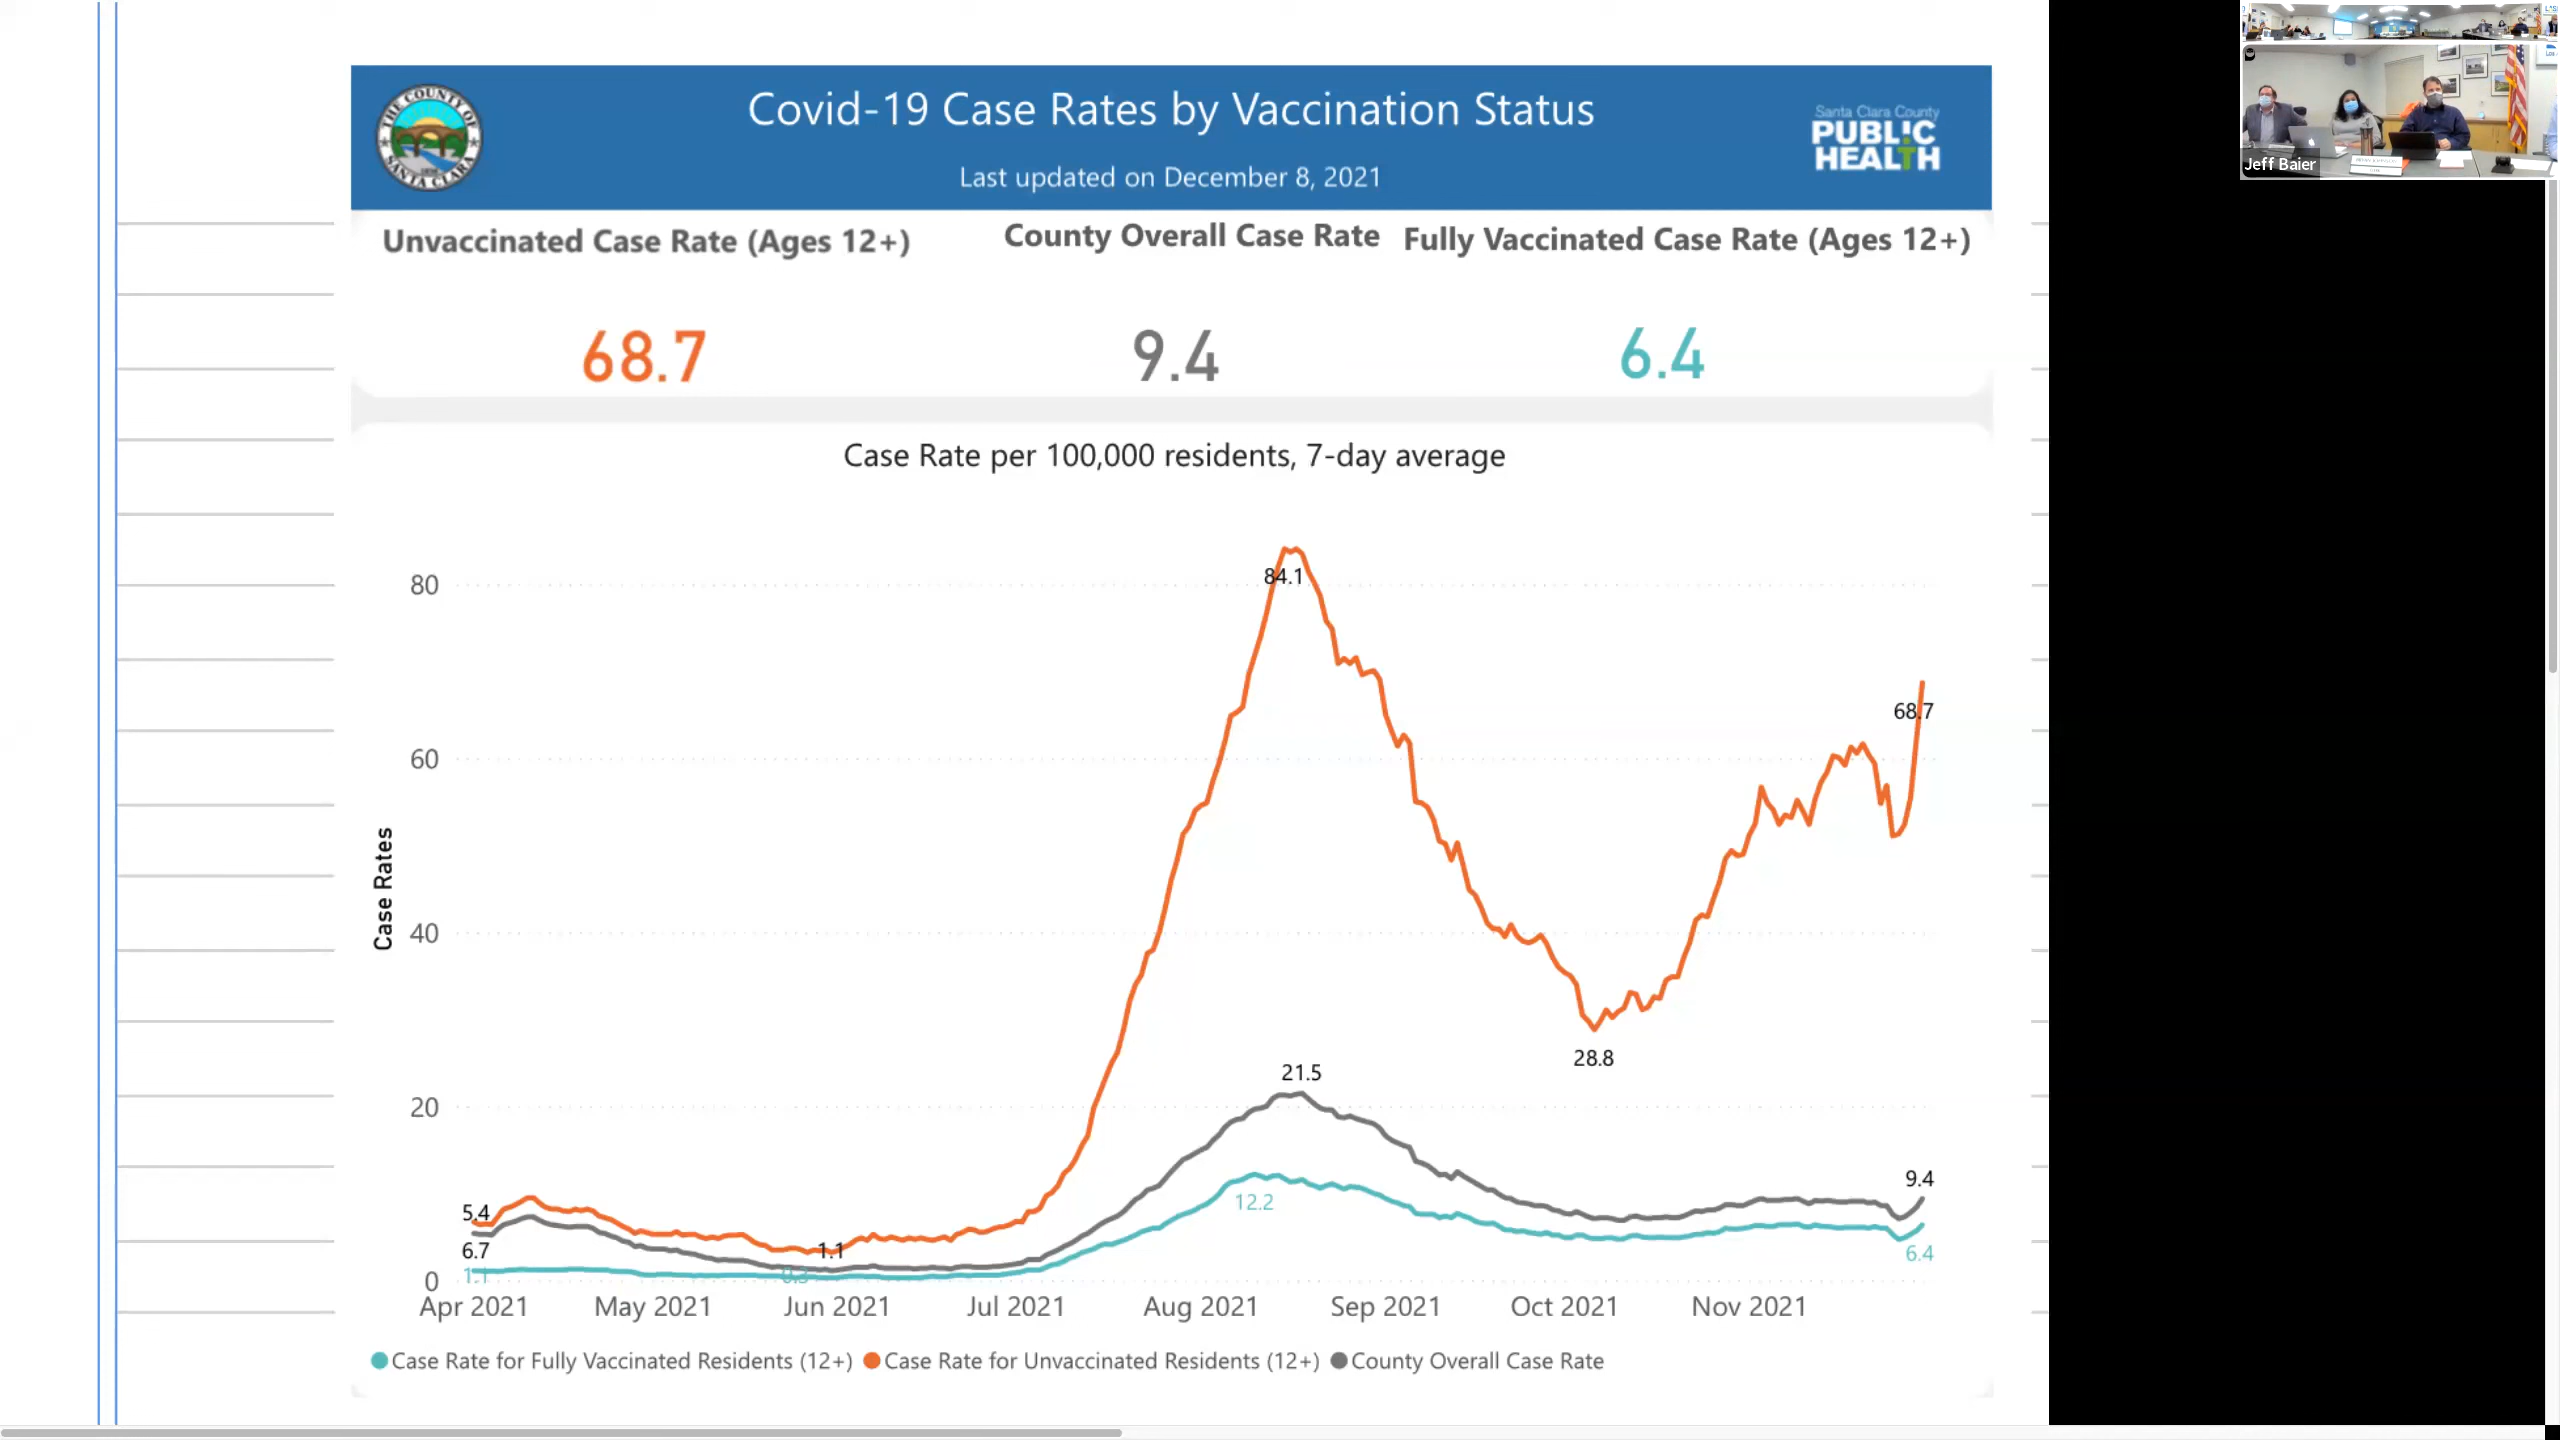 Covid-19 Case Rates by Vaccination Status
Last updated on December 8, 2021
THE COUNTY OF
SANTA CLARA
Santa Clara County
PUBLIC
HEALTH
Jeff Baier
Unvaccinated Case Rate (Ages 12+)
County Overall Case Rate
Fully Vaccinated Case Rate (Ages 12+)
68.7
9.4
6.4
Case Rate per 100,000 residents, 7-day average
Case Rates
80
60
40
20
0
84.1
68.7
28.8
21.5
12.2
9.4
6.4
5.4
6.7
1.1
1.1
Apr 2021
May 2021
Jun 2021
Jul 2021
Aug 2021
Sep 2021
Oct 2021
Nov 2021
Case Rate for Fully Vaccinated Residents (12+)
Case Rate for Unvaccinated Residents (12+)
County Overall Case Rate